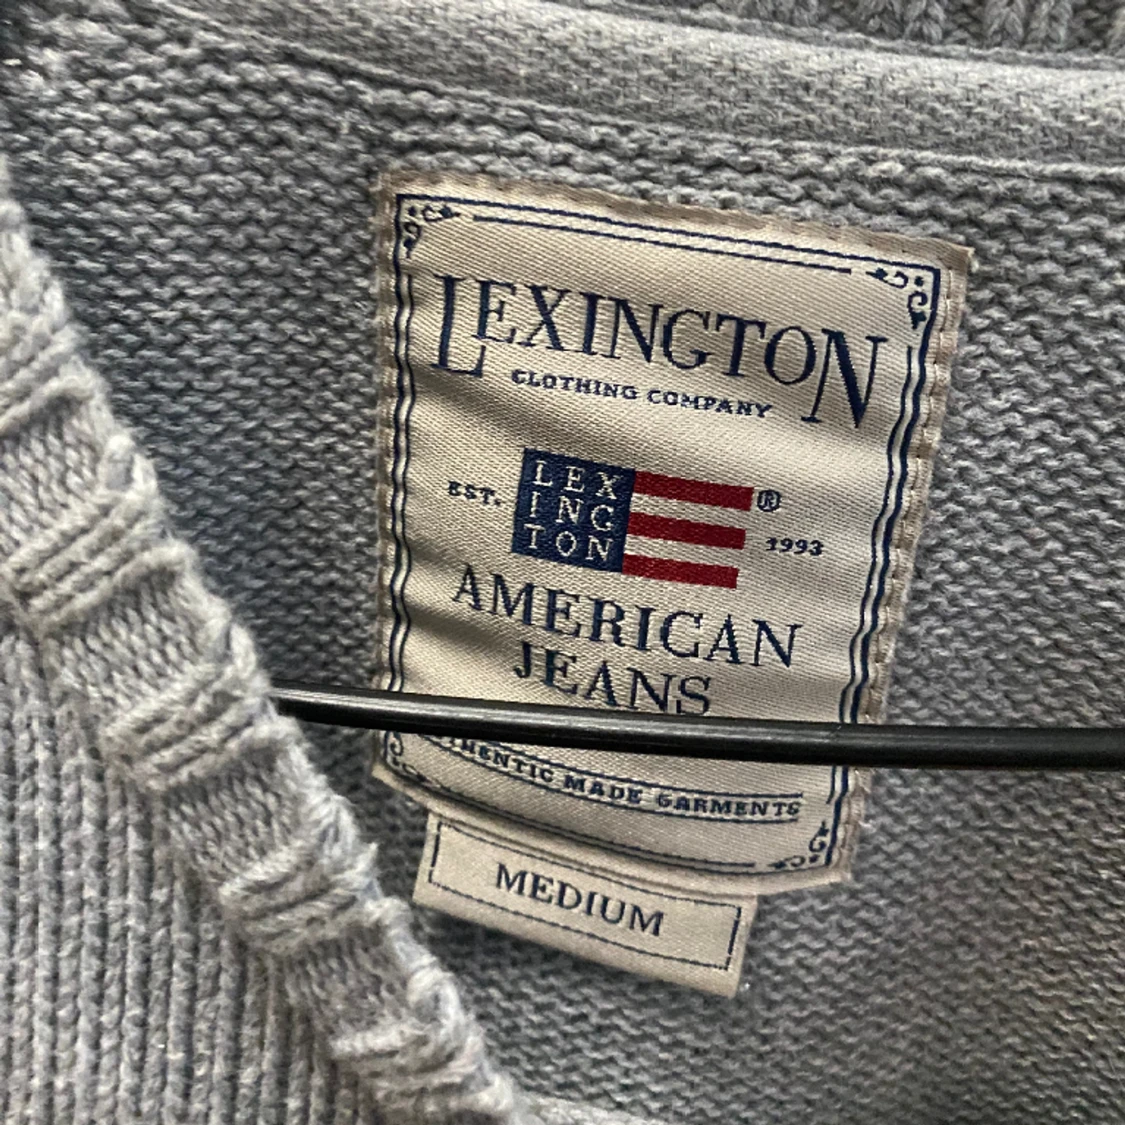 LEXINGTON
CLOTHING COMPANY
EST.
LEX
ING
TON
®
1993
AMERICAN
JEANS
MADE GARMENTS
MEDIUM